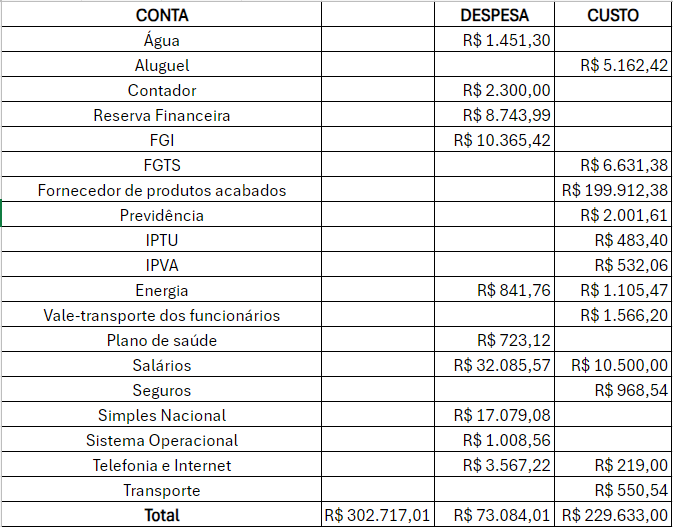 CONTA DESPESA CUSTO
Água R$ 1.451,30
Aluguel R$ 5.162,42
Contador R$ 2.300,00
Reserva Financeira R$ 8.743,99
FGI R$ 10.365,42
FGTS R$ 6.631,38
Fornecedor de produtos acabados R$ 199.912,38
Previdência R$ 2.001,61
IPTU R$ 483,40
IPVA R$ 532,06
Energia R$ 841,76 R$ 1.105,47
Vale-transporte dos funcionários R$ 1.566,20
Plano de saúde R$ 723,12
Salários R$ 32.085,57 R$ 10.500,00
Seguros R$ 968,54
Simples Nacional R$ 17.079,08
Sistema Operacional R$ 1.008,56
Telefonia e Internet R$ 3.567,22 R$ 219,00
Transporte R$ 550,54
Total R$ 302.717,01 R$ 73.084,01 R$ 229.633,00